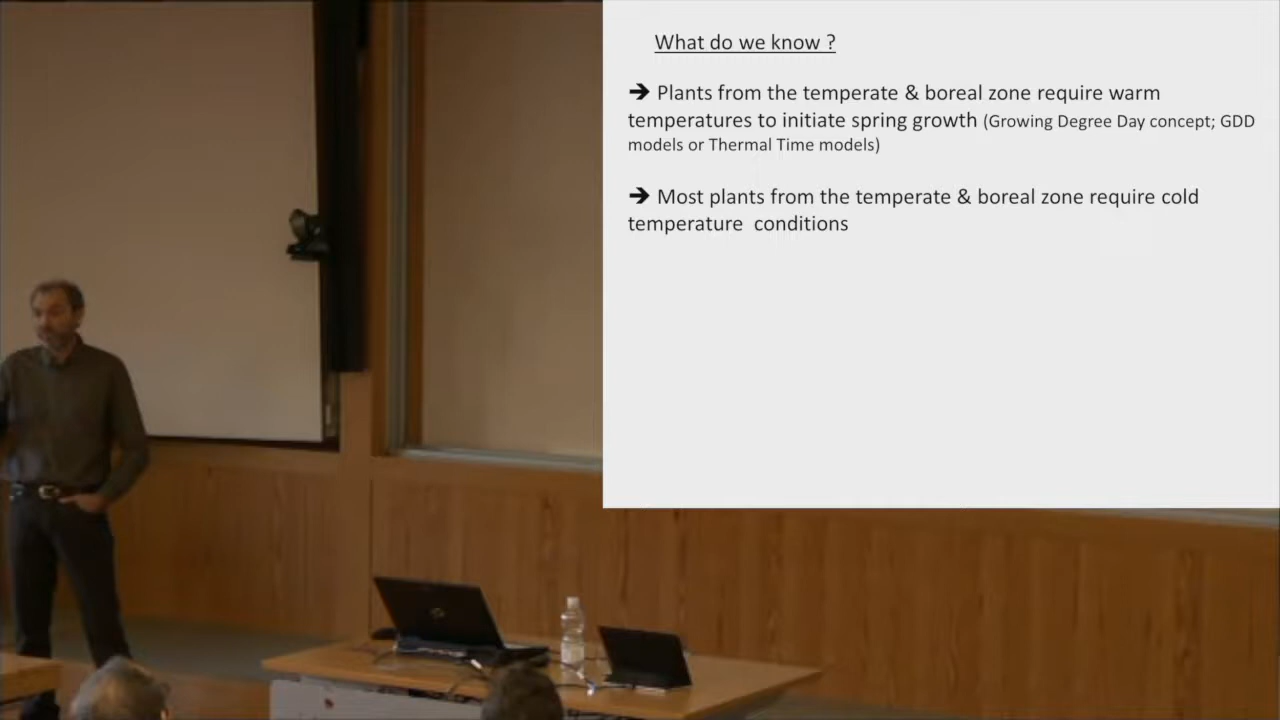 What do we know ?
➔ Plants from the temperate & boreal zone require warm
temperatures to initiate spring growth (Growing Degree Day concept; GDD
models or Thermal Time models)
➔ Most plants from the temperate & boreal zone require cold
temperature  conditions